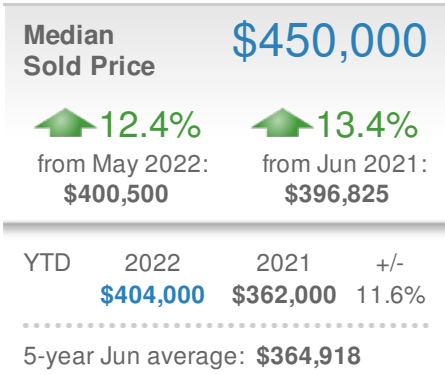 Median
Sold Price
$450,000
12.4%
13.4%
from May 2022:
from Jun 2021:
$400,500
$396,825
YTD 2022 2021 +/-
$404,000 $362,000 11.6%
5-year Jun average: $364,918